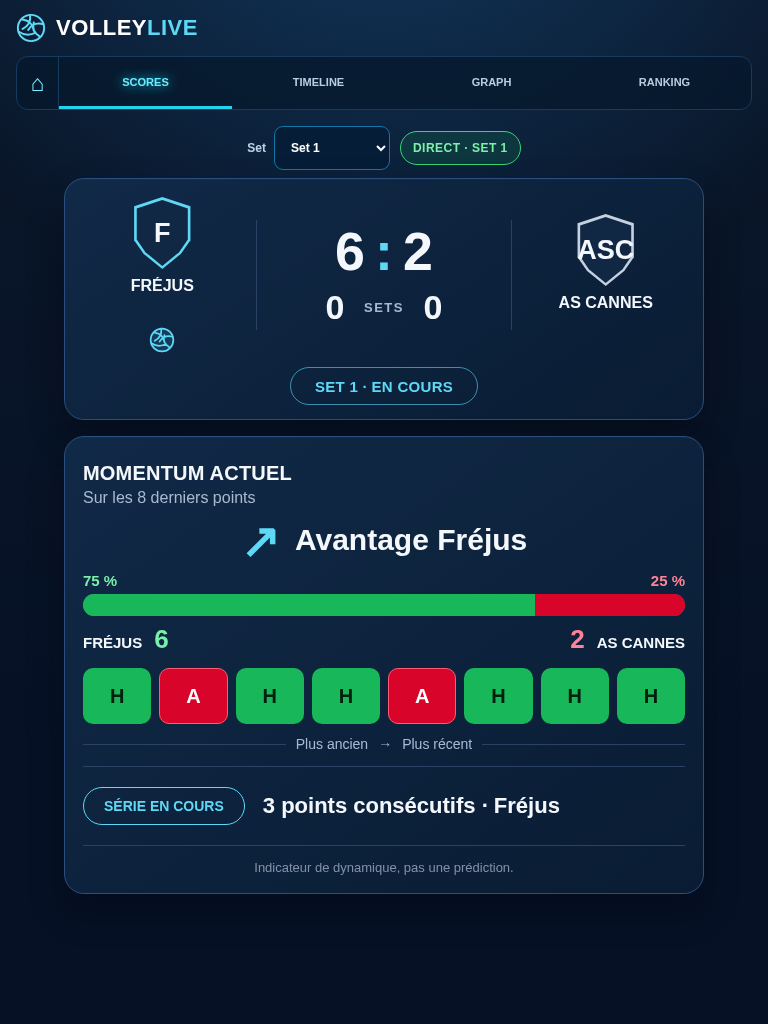 VOLLEYLIVE
⌂ SCORES TIMELINE GRAPH RANKING
Set Set 1 DIRECT · SET 1
F ASC
6 : 2
FRÉJUS AS CANNES
0 SETS 0
SET 1 · EN COURS
MOMENTUM ACTUEL
Sur les 8 derniers points
↗ Avantage Fréjus
75 % 25 %
FRÉJUS 6 2 AS CANNES
H A H H A H H H
Plus ancien → Plus récent
SÉRIE EN COURS 3 points consécutifs · Fréjus
Indicateur de dynamique, pas une prédiction.